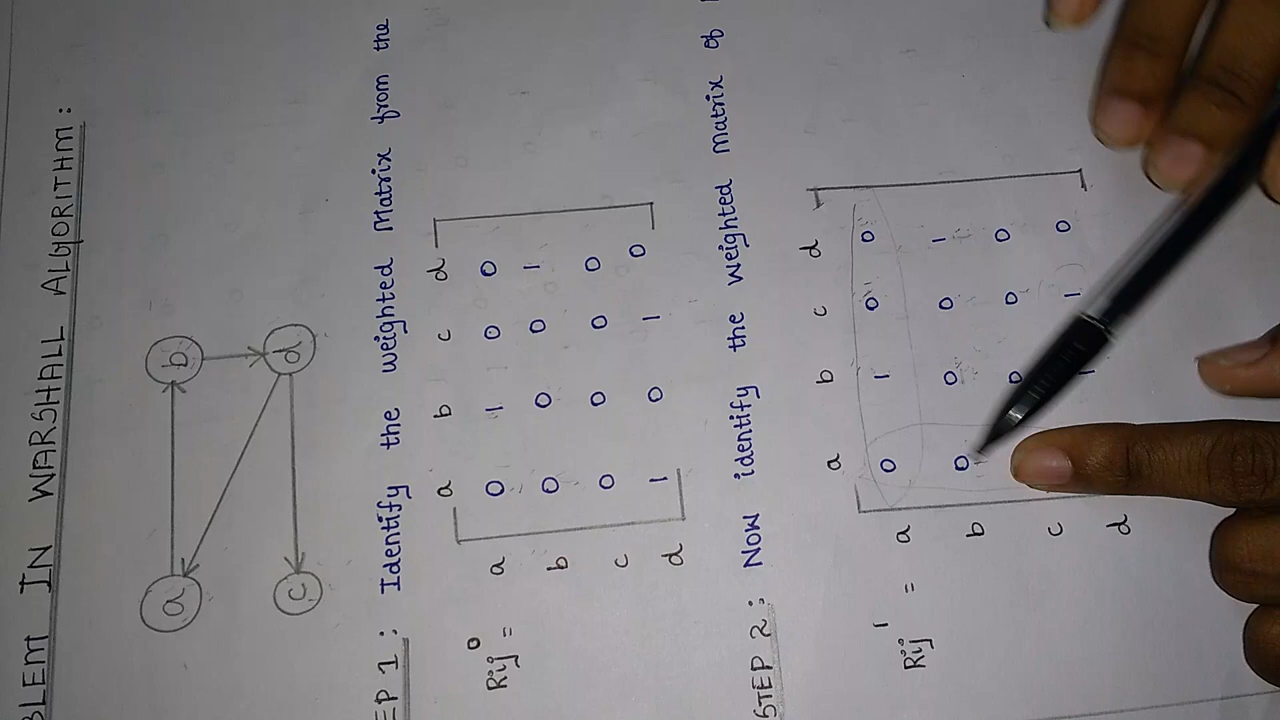 BLEM IN WARSHALL ALGORITHM:
a b
c d
EP 1: Identify the weighted Matrix from the
a b c d
a 0 1 0 0
Rij⁰ = b 0 0 0 1
c 0 0 0 0
d 1 0 1 0
STEP 2: Now identify the weighted Matrix of
a b c d
Rij¹ = a 0 1 0 0
b 0 0 0 1
c 0 0 0
d 1 1 0